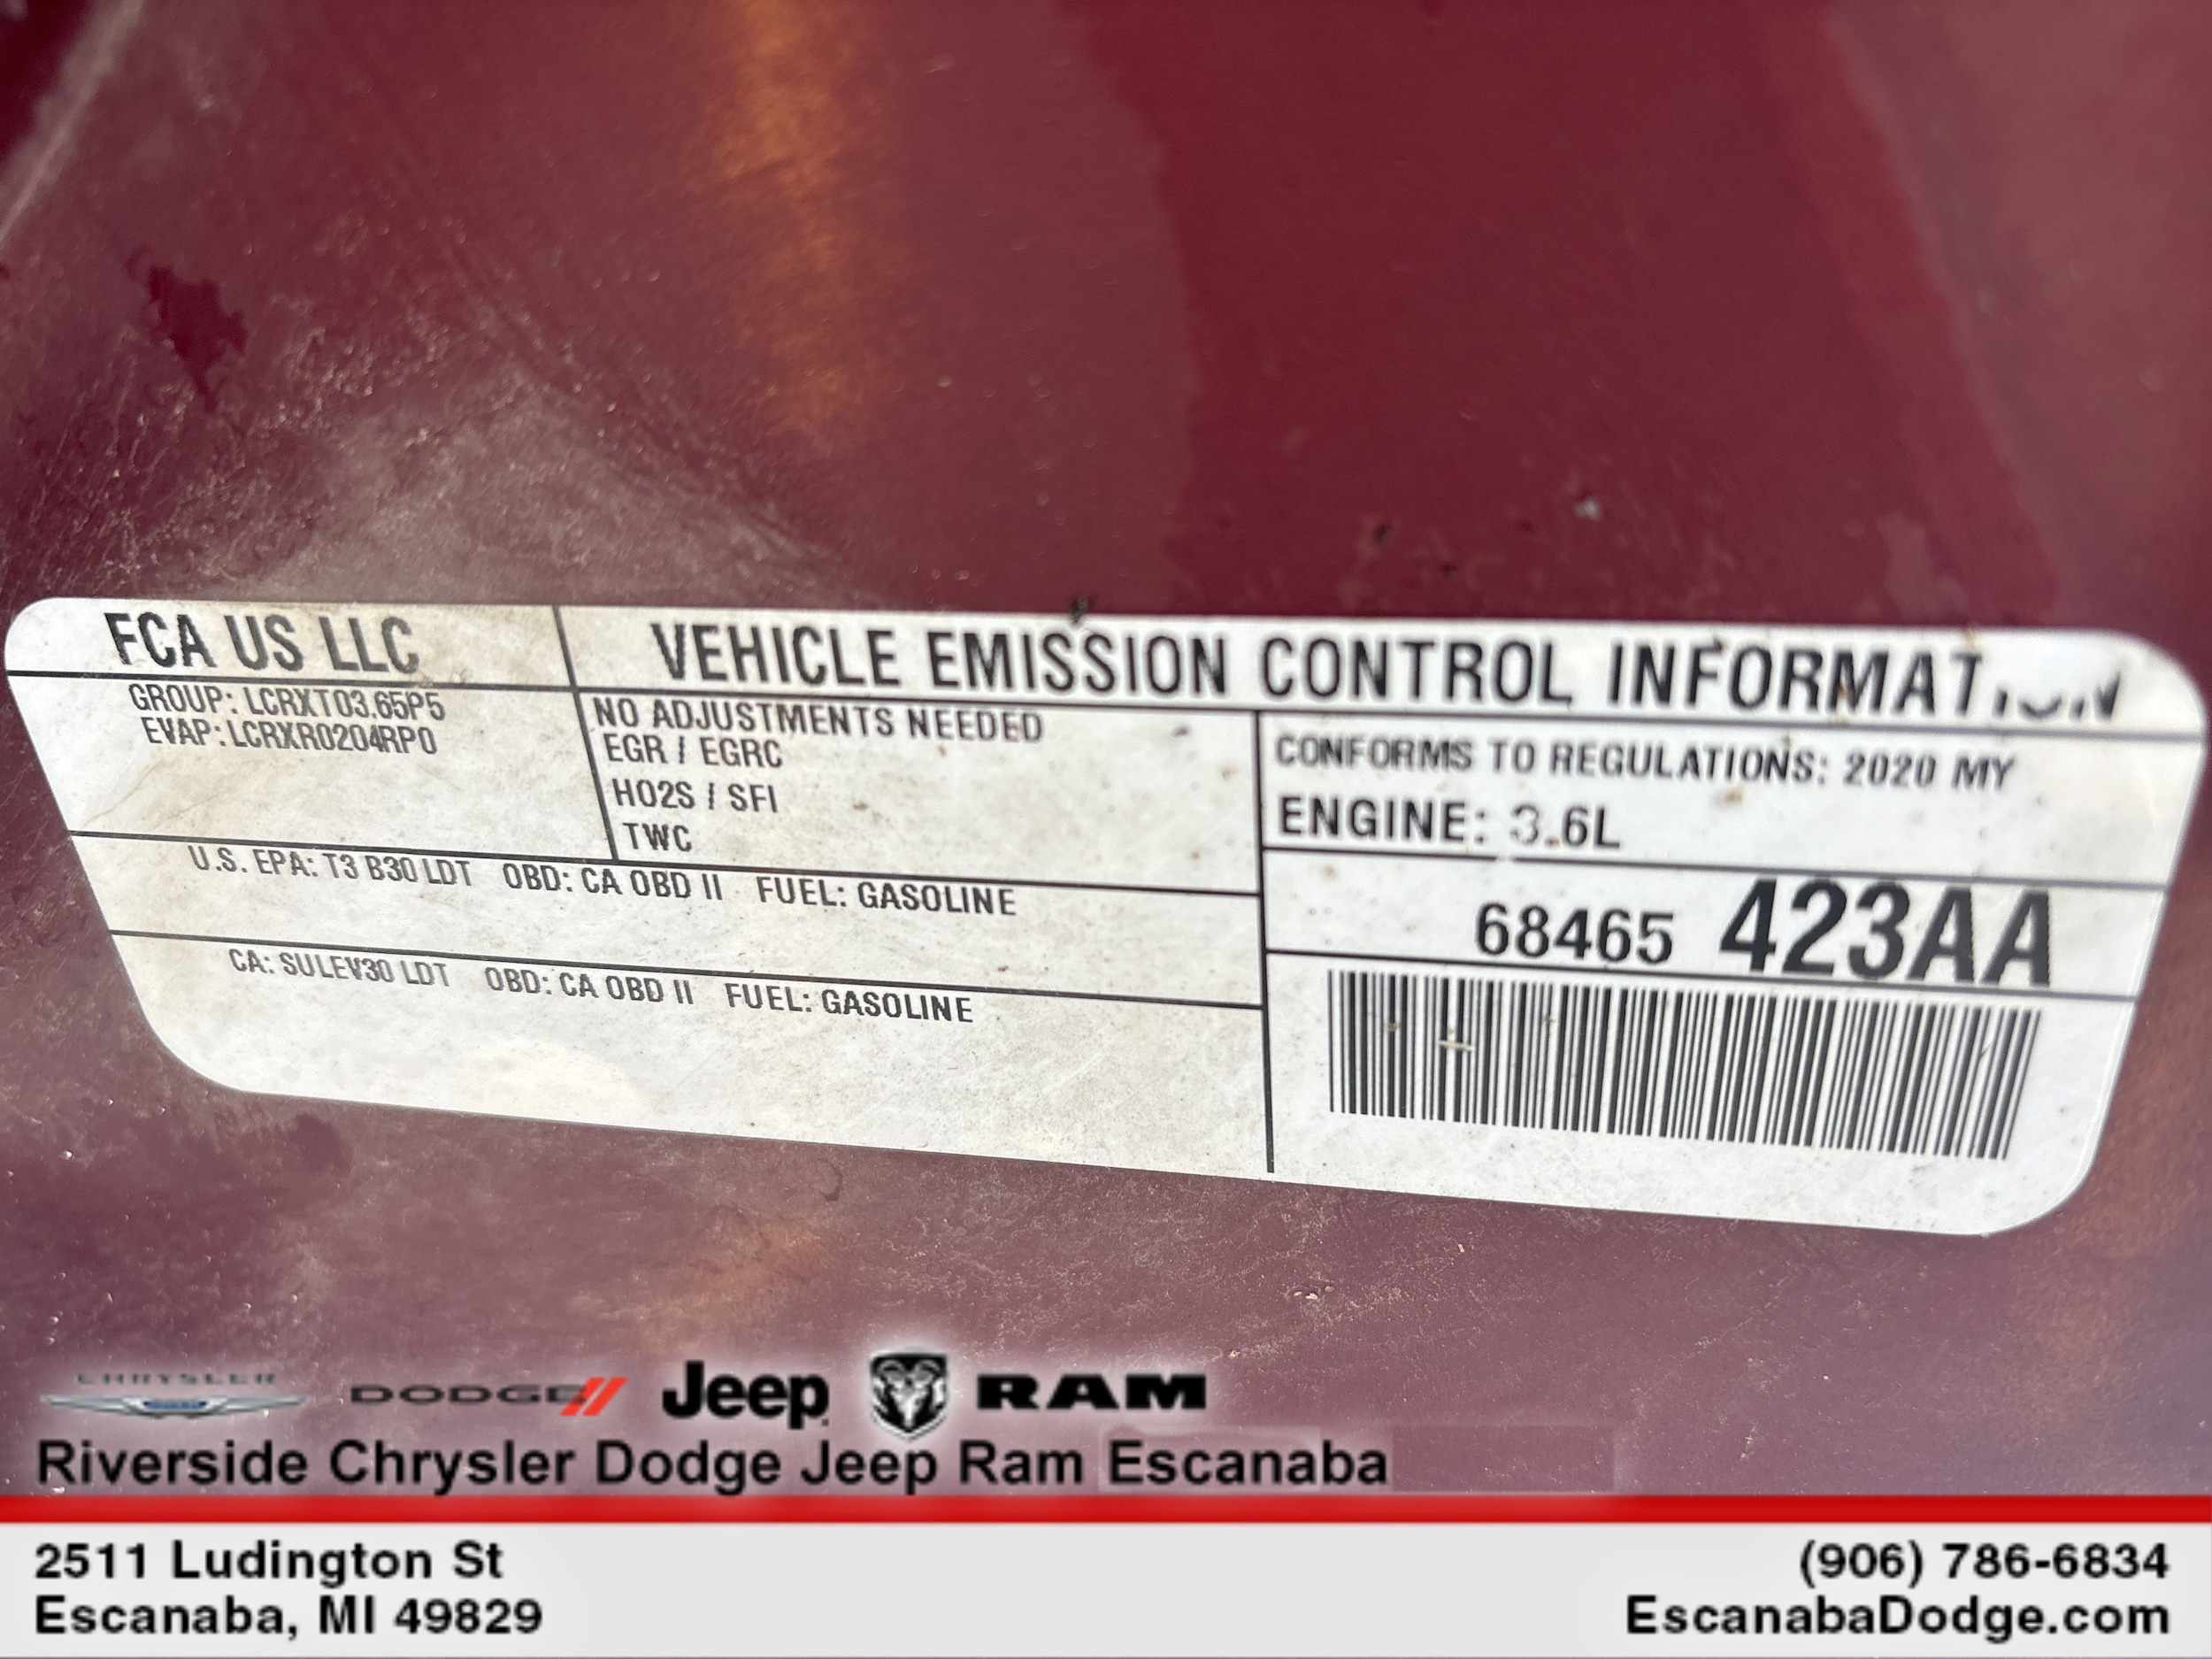 FCA US LLC
VEHICLE EMISSION CONTROL INFORMATION
GROUP: LCRXT03.65P5
EVAP: LCRXR0204RP0
NO ADJUSTMENTS NEEDED
EGR / EGRC
HO2S / SFI
TWC
CONFORMS TO REGULATIONS: 2020 MY
ENGINE: 3.6L
U.S. EPA: T3 B30 LDT OBD: CA OBD II FUEL: GASOLINE
68465 423AA
CA: SULEV30 LDT OBD: CA OBD II FUEL: GASOLINE
CHRYSLER DODGE Jeep RAM
Riverside Chrysler Dodge Jeep Ram Escanaba
2511 Ludington St
Escanaba, MI 49829
(906) 786-6834
EscanabaDodge.com